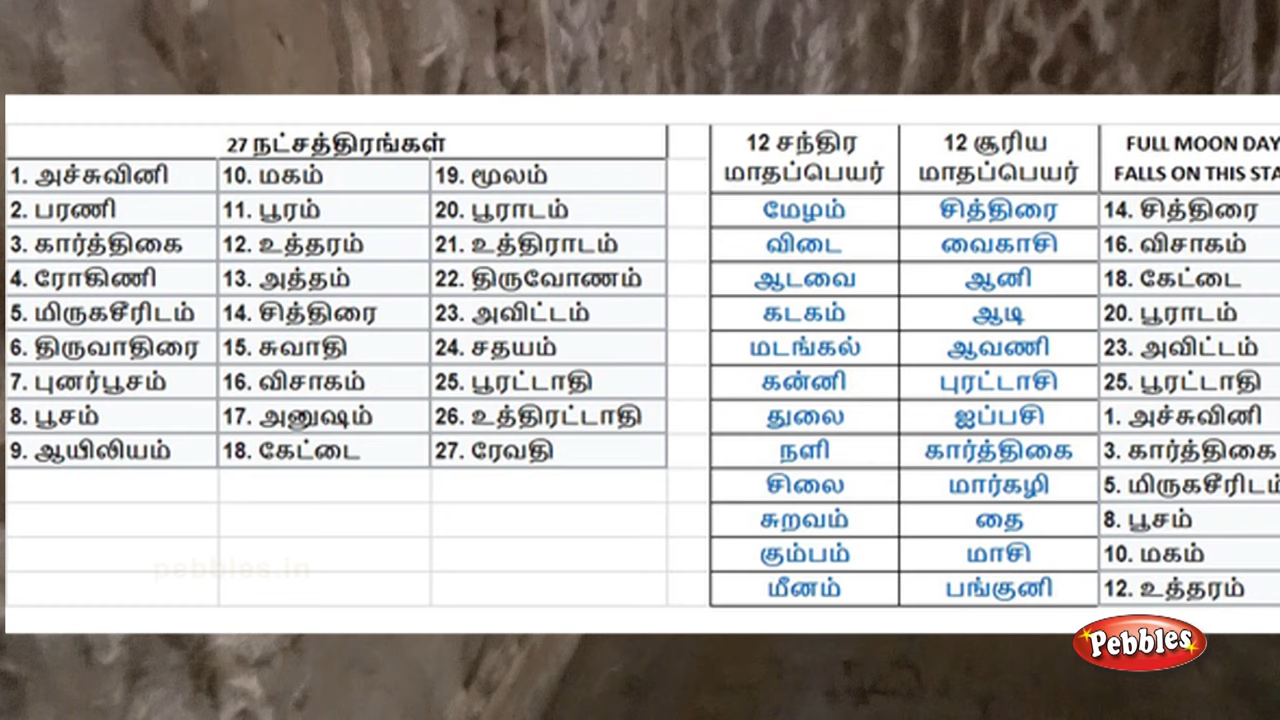 27 நட்சத்திரங்கள்
1. அச்சுவினி 10. மகம் 19. மூலம்
2. பரணி 11. பூரம் 20. பூராடம்
3. கார்த்திகை 12. உத்தரம் 21. உத்திராடம்
4. ரோகிணி 13. அத்தம் 22. திருவோணம்
5. மிருகசீரிடம் 14. சித்திரை 23. அவிட்டம்
6. திருவாதிரை 15. சுவாதி 24. சதயம்
7. புனர்பூசம் 16. விசாகம் 25. பூரட்டாதி
8. பூசம் 17. அனுஷம் 26. உத்திரட்டாதி
9. ஆயிலியம் 18. கேட்டை 27. ரேவதி
12 சந்திர 12 சூரிய FULL MOON DAY
மாதப்பெயர் மாதப்பெயர் FALLS ON THIS STA
மேழம் சித்திரை 14. சித்திரை
விடை வைகாசி 16. விசாகம்
ஆடவை ஆனி 18. கேட்டை
கடகம் ஆடி 20. பூராடம்
மடங்கல் ஆவணி 23. அவிட்டம்
கன்னி புரட்டாசி 25. பூரட்டாதி
துலை ஐப்பசி 1. அச்சுவினி
நளி கார்த்திகை 3. கார்த்திகை
சிலை மார்கழி 5. மிருகசீரிடம்
சுறவம் தை 8. பூசம்
கும்பம் மாசி 10. மகம்
மீனம் பங்குனி 12. உத்தரம்
pebbles.in
Pebbles